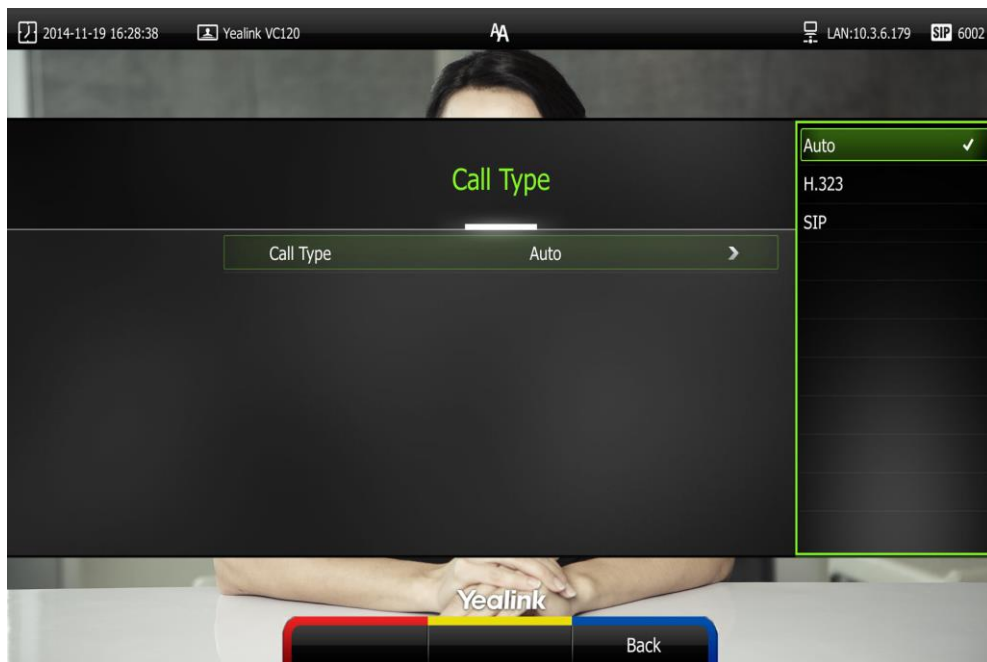 2014-11-19 16:28:38 Yealink VC120 AA LAN:10.3.6.179 SIP 6002
Auto
Call Type
H.323
SIP
Call Type Auto
Yealink
Back